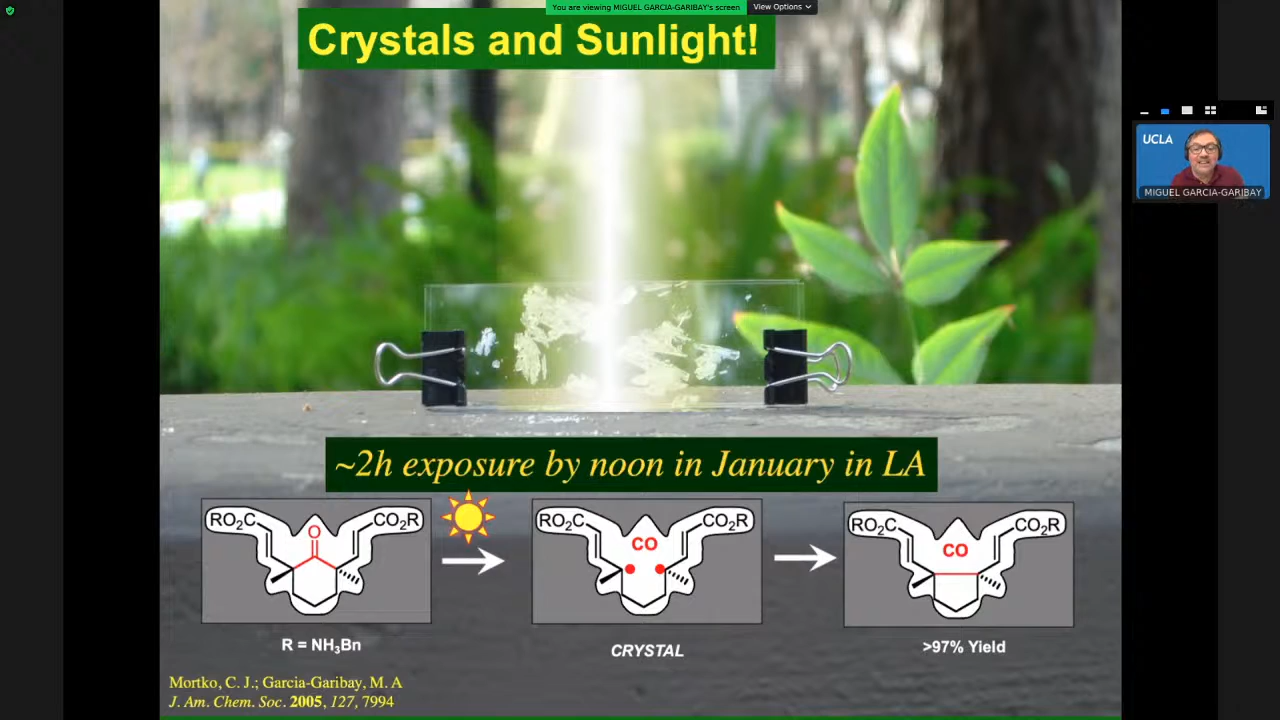 You are viewing MIGUEL GARCIA-GARIBAY's screen
View Options
Crystals and Sunlight!
UCLA
MIGUEL GARCIA-GARIBAY
~2h exposure by noon in January in LA
RO₂C
CO₂R
O
RO₂C
CO₂R
CO
RO₂C
CO₂R
CO
R = NH₃Bn
CRYSTAL
>97% Yield
Mortko, C. J.; Garcia-Garibay, M. A
J. Am. Chem. Soc. 2005, 127, 7994